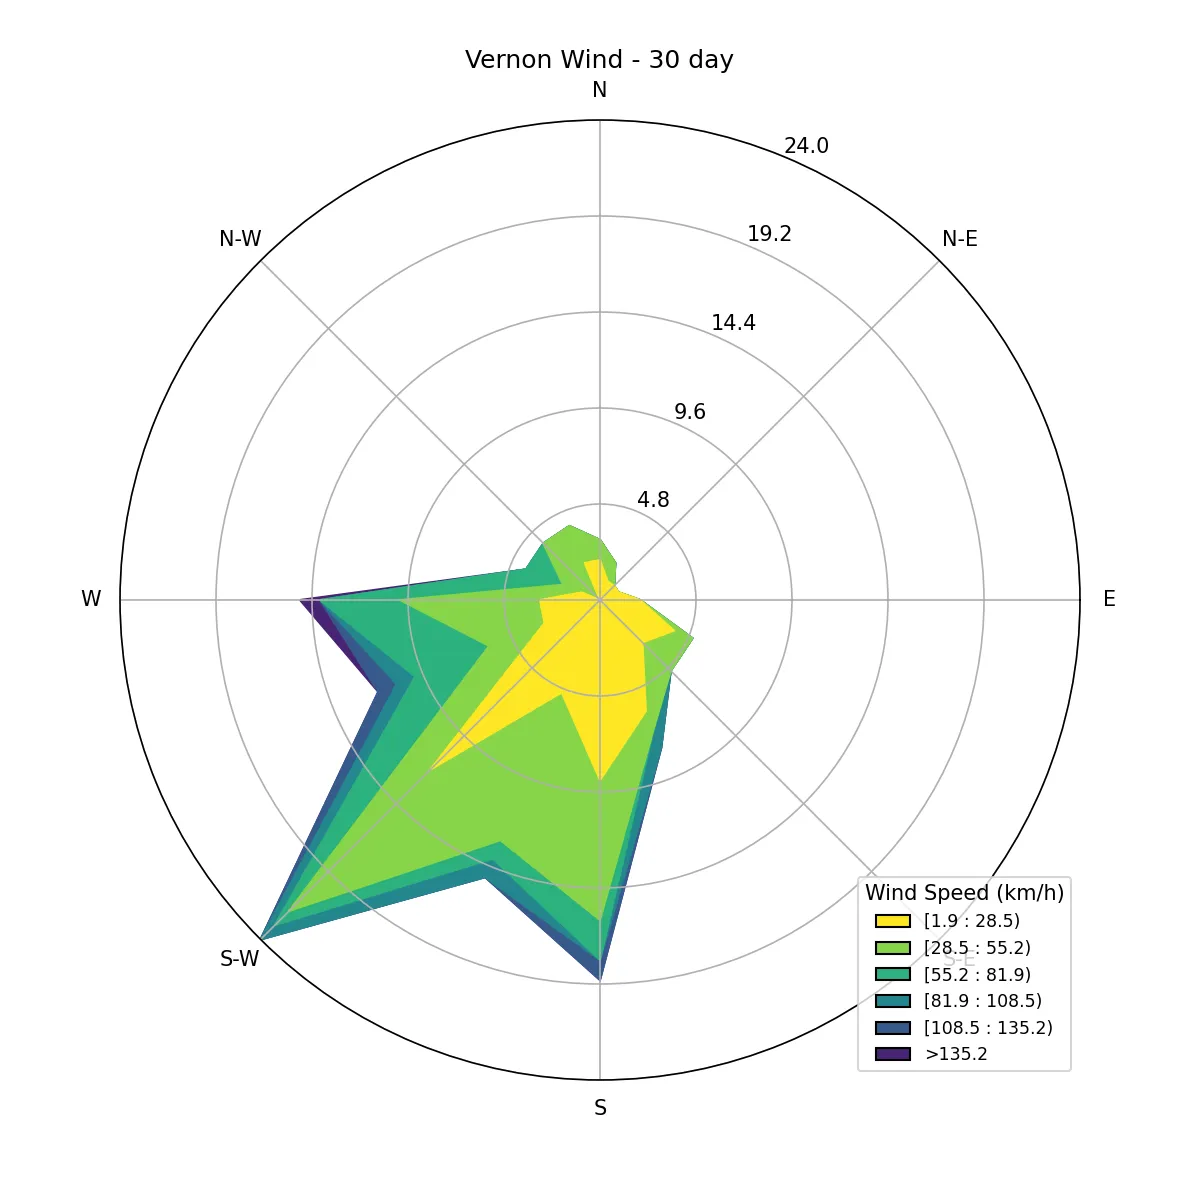 Vernon Wind - 30 day
N
24.0
N-W
19.2
N-E
14.4
9.6
4.8
W
E
S-W
S-E
S
Wind Speed (km/h)
[1.9 : 28.5)
[28.5 : 55.2)
[55.2 : 81.9)
[81.9 : 108.5)
[108.5 : 135.2)
>135.2